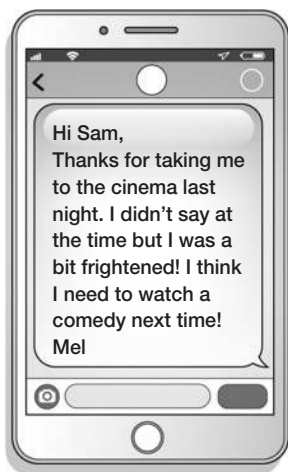 Hi Sam,
Thanks for taking me
to the cinema last
night. I didn’t say at
the time but I was a
bit frightened! I think
I need to watch a
comedy next time!
Mel